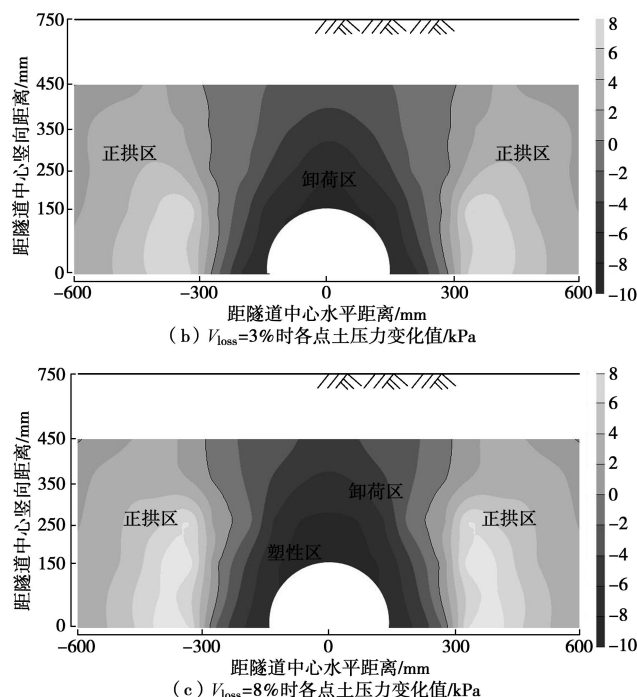 750
450
350
250
150
0
距隧道中心竖向距离/mm
正拱区
卸荷区
正拱区
-600 -300 0 300 600
距隧道中心水平距离/mm
8
6
4
2
0
-2
-4
-6
-8
-10
(b) Vloss=3%时各点土压力变化值/kPa
750
450
350
250
150
0
距隧道中心竖向距离/mm
正拱区
卸荷区
塑性区
正拱区
-600 -300 0 300 600
距隧道中心水平距离/mm
8
6
4
2
0
-2
-4
-6
-8
-10
(c) Vloss=8%时各点土压力变化值/kPa